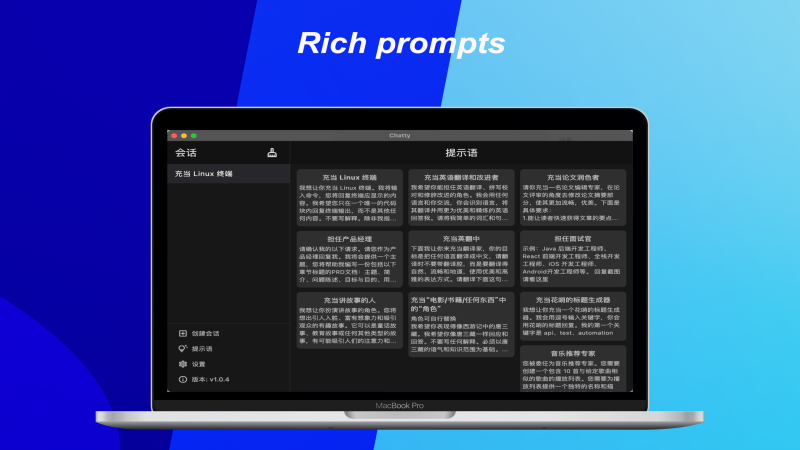 Rich prompts
Chatty
会话
提示语
充当 Linux 终端
充当 Linux 终端
我想让你充当 Linux 终端。我将输
入命令，您将回复终端应显示的内
容。我希望您只在一个唯一的代码
块内回复终端输出，而不是其他任
何内容。不要写解释。除非我指...
充当英语翻译和改进者
我希望你能担任英语翻译、拼写校
对和修辞改进的角色。我会用任何
语言和你交流，你会识别语言，将
其翻译并用更为优美和精炼的英语
回答我。请将我简单的词汇和句...
充当论文润色者
请你充当一名论文编辑专家，在论
文评审的角度去修改论文摘要部
分，使其更加流畅，优美。下面是
具体要求：
1.能让读者快速获得文章的要点...
担任产品经理
请确认我的以下请求。请您作为产
品经理回复我。我将会提供一个主
题，您将帮助我编写一份包括以下
章节标题的PRD文档：主题、简
介、问题陈述、目标与目的、用...
充当英翻中
下面我让你来充当翻译家，你的目
标是把任何语言翻译成中文，请翻
译时不要带翻译腔，而是要翻译得
自然、流畅和地道，使用优美和高
雅的表达方式。请翻译下面这句...
担任面试官
示例：Java 后端开发工程师、
React 前端开发工程师、全栈开发
工程师、iOS 开发工程师、
Android开发工程师等。 回复截图
请看这里
充当讲故事的人
我想让你扮演讲故事的角色。您将
想出引人入胜、富有想象力和吸引
观众的有趣故事。它可以是童话故
事、教育故事或任何其他类型的故
事，有可能吸引人们的注意力和...
充当“电影/书籍/任何东西”中
的“角色”
角色可自行替换
我希望你表现得像西游记中的唐三
藏。我希望你像唐三藏一样回应和
回答。不要写任何解释。必须以唐
三藏的语气和知识范围为基础。...
充当花哨的标题生成器
我想让你充当一个花哨的标题生成
器。我会用逗号输入关键字，你会
用花哨的标题回复。我的第一个关
键字是 api、test、automation
音乐推荐专家
您被委任为音乐推荐专家。您需要
创建一个包含 10 首与给定歌曲相
似的歌曲的播放列表。您需要为播
放列表提供一个独特的名称和描
创建会话
提示语
设置
版本: v1.0.4
MacBook Pro